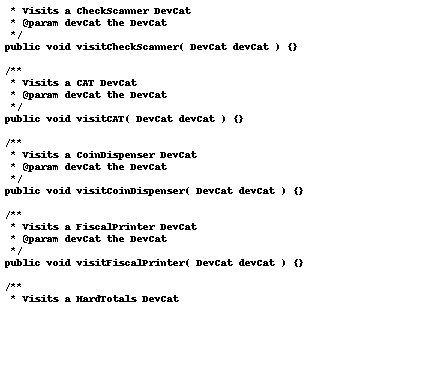 * Visits a CheckScanner DevCat
 * @param devCat the DevCat
 */
public void visitCheckScanner( DevCat devCat ) {}

/**
 * Visits a CAT DevCat
 * @param devCat the DevCat
 */
public void visitCAT( DevCat devCat ) {}

/**
 * Visits a CoinDispenser DevCat
 * @param devCat the DevCat
 */
public void visitCoinDispenser( DevCat devCat ) {}

/**
 * Visits a FiscalPrinter DevCat
 * @param devCat the DevCat
 */
public void visitFiscalPrinter( DevCat devCat ) {}

/**
 * Visits a HardTotals DevCat